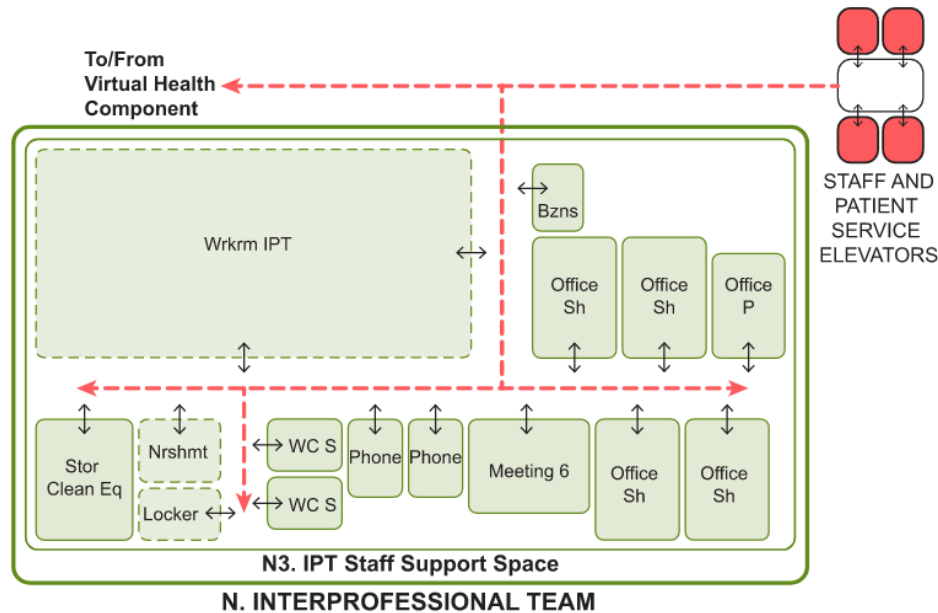 To/From
Virtual Health
Component
STAFF AND
PATIENT
SERVICE
ELEVATORS
Wrkrm IPT
Bzns
Office
Sh
Office
Sh
Office
P
Stor
Clean Eq
Nrshmt
Locker
WC S
WC S
Phone
Phone
Meeting 6
Office
Sh
Office
Sh
N3. IPT Staff Support Space
N. INTERPROFESSIONAL TEAM